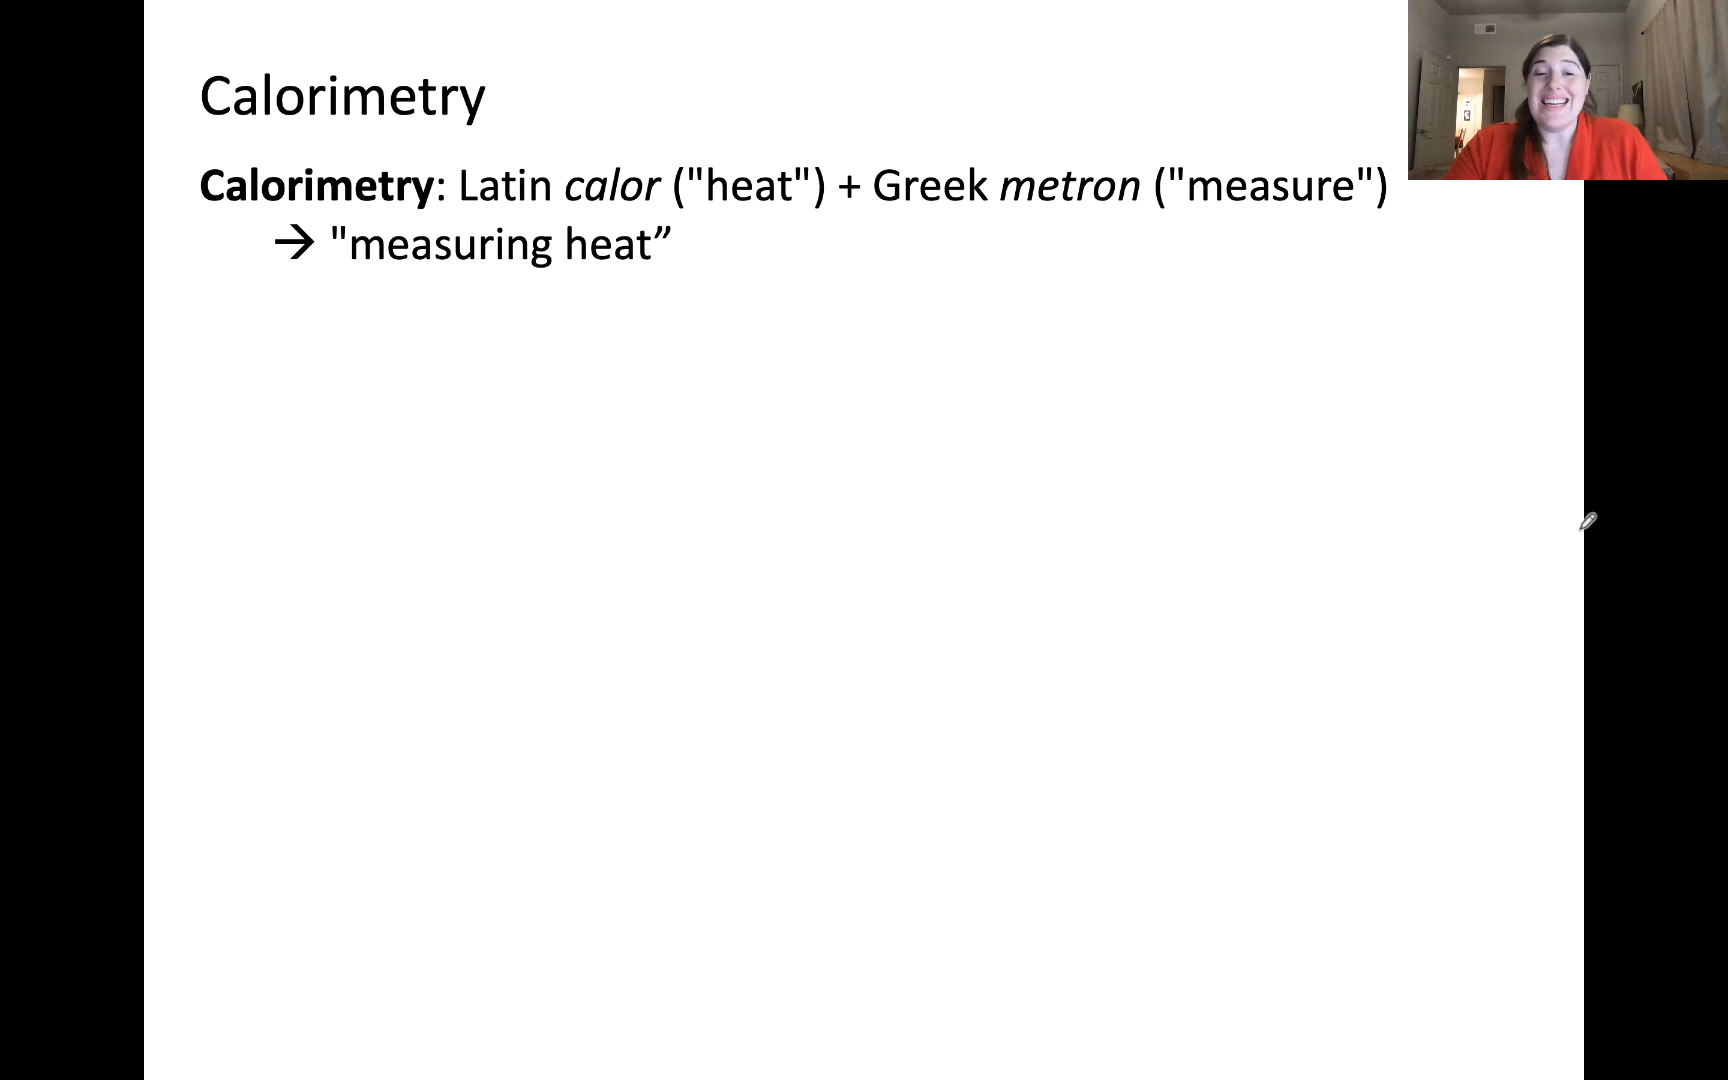 Calorimetry
Calorimetry: Latin calor ("heat") + Greek metron ("measure")
→ "measuring heat”